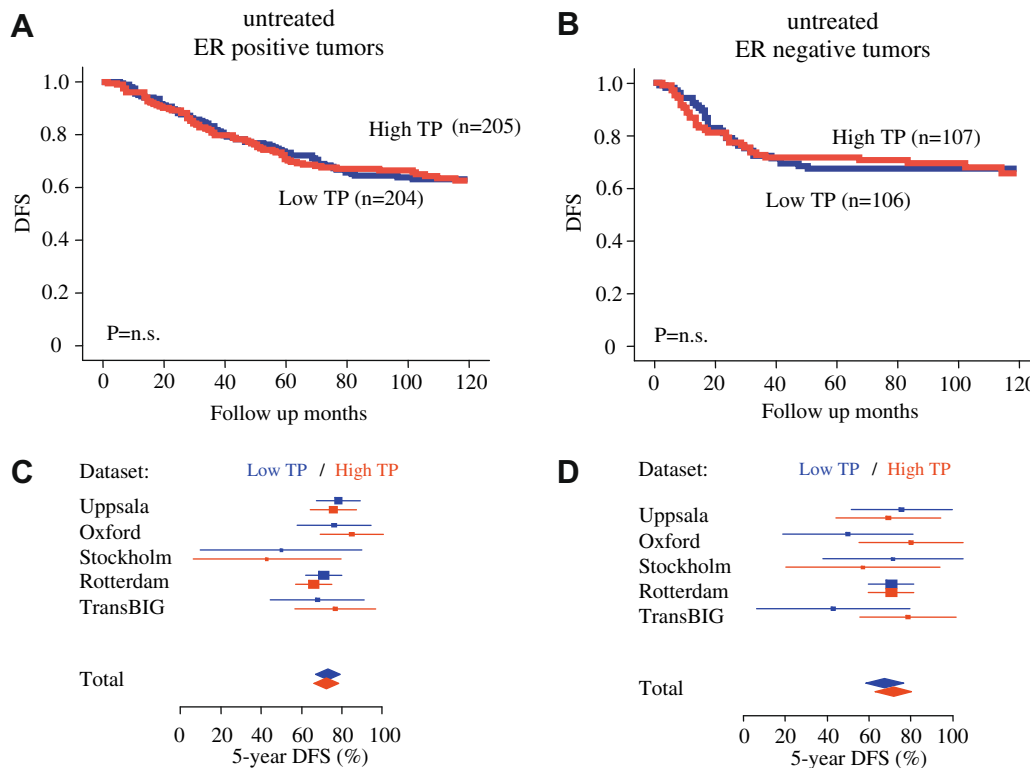 A
untreated
ER positive tumors
DFS
1.0
0.8
0.6
0.4
0.2
0
High TP (n=205)
Low TP (n=204)
P=n.s.
0 20 40 60 80 100 120
Follow up months
B
untreated
ER negative tumors
DFS
1.0
0.8
0.6
0.4
0.2
0
High TP (n=107)
Low TP (n=106)
P=n.s.
0 20 40 60 80 100 120
Follow up months
C
Dataset: Low TP / High TP
Uppsala
Oxford
Stockholm
Rotterdam
TransBIG
Total
0 20 40 60 80 100
5-year DFS (%)
D
Dataset: Low TP / High TP
Uppsala
Oxford
Stockholm
Rotterdam
TransBIG
Total
0 20 40 60 80 100
5-year DFS (%)